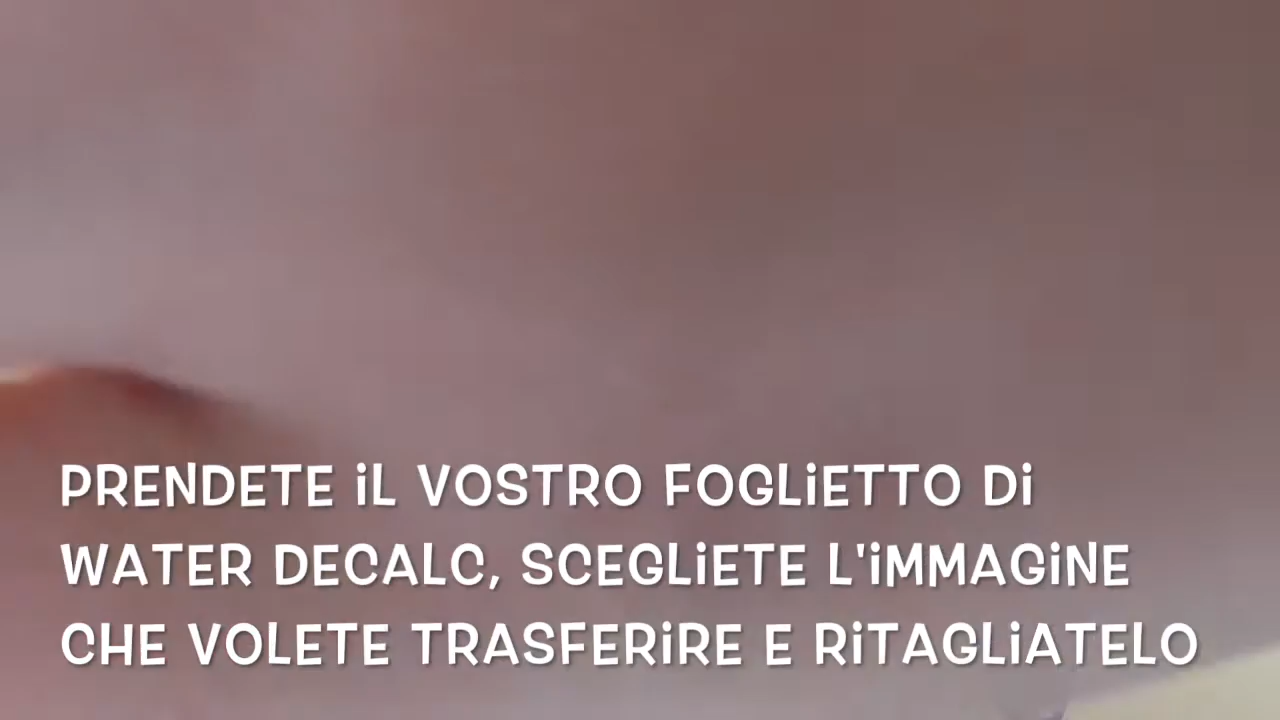 PRENDETE iL VOSTRO FOGLiETTO Di
WATER DECALC, SCEGLiETE L'iMMAGiNE
CHE VOLETE TRASFERiRE E RiTAGLiATELO